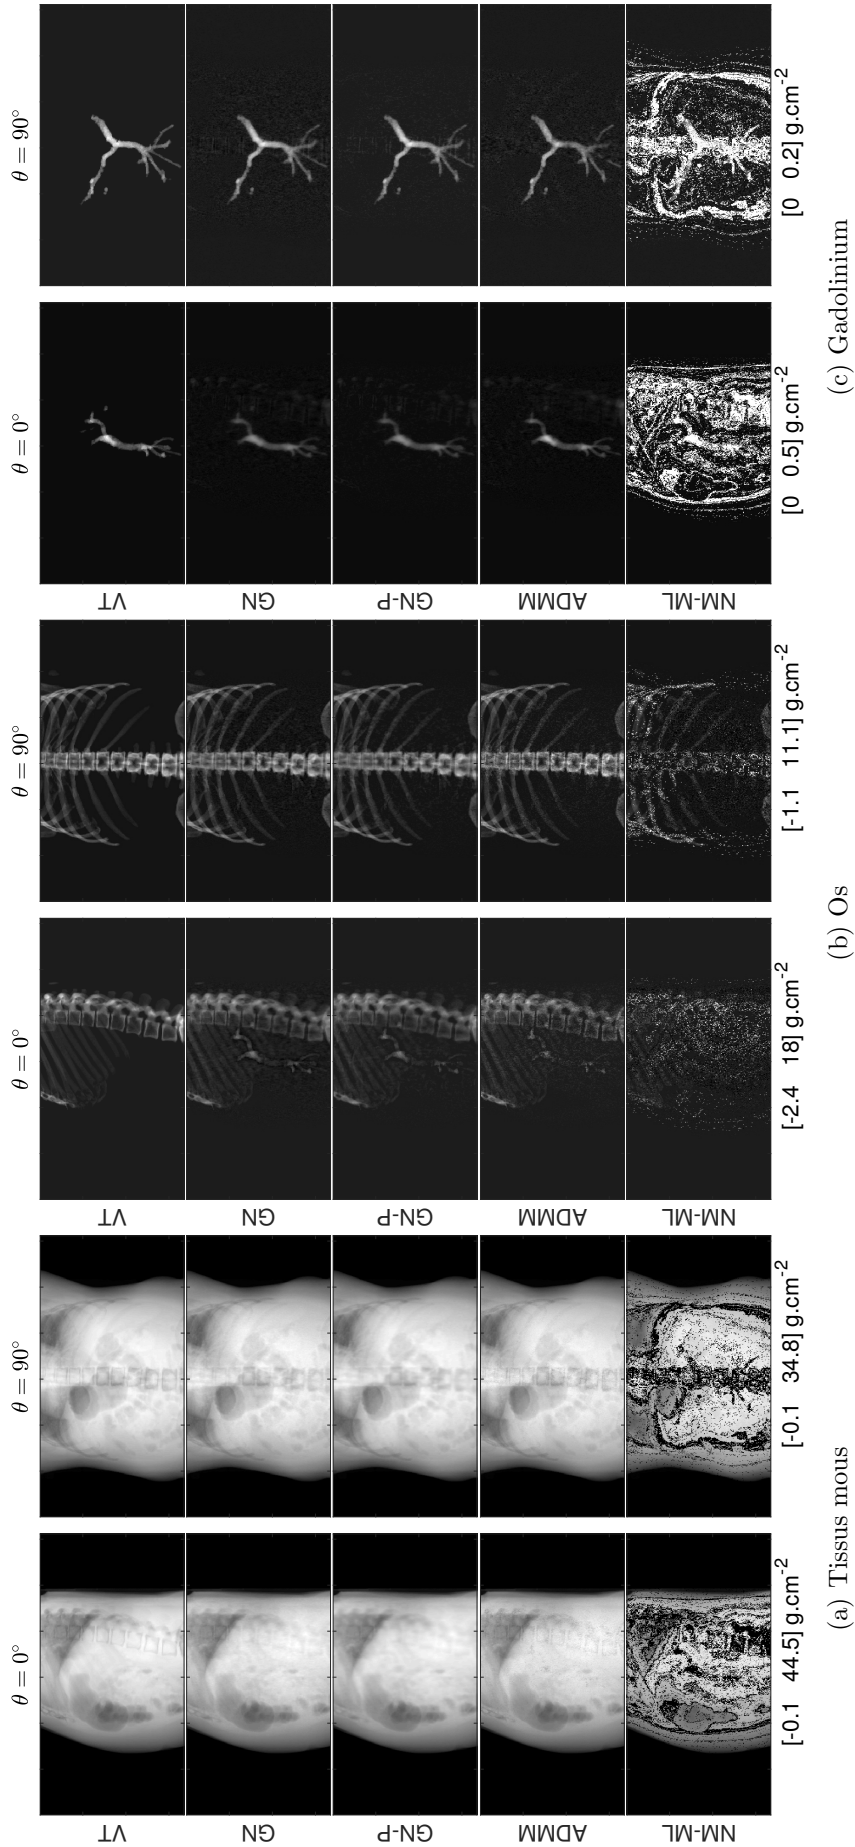 θ = 0°
θ = 90°
VT
GN
GN-P
ADMM
NM-ML
[-0.1 44.5] g.cm-2
[-0.1 34.8] g.cm-2
(a) Tissus mous
θ = 0°
θ = 90°
VT
GN
GN-P
ADMM
NM-ML
[-2.4 18] g.cm-2
[-1.1 11.1] g.cm-2
(b) Os
θ = 0°
θ = 90°
VT
GN
GN-P
ADMM
NM-ML
[0 0.5] g.cm-2
[0 0.2] g.cm-2
(c) Gadolinium